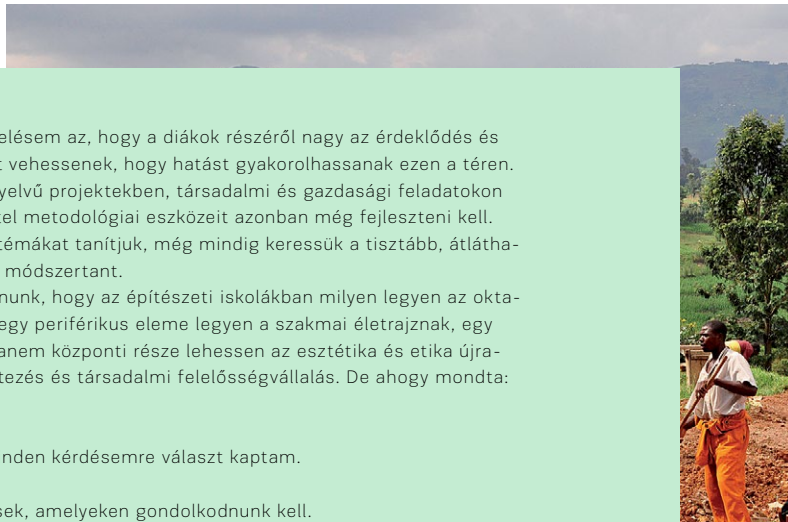 elésem az, hogy a diákok részéről nagy az érdeklődés és
t vehessenek, hogy hatást gyakorolhassanak ezen a téren.
yelvű projektekben, társadalmi és gazdasági feladatokon
el metodológiai eszközeit azonban még fejleszteni kell.
témákat tanítjuk, még mindig keressük a tisztább, átlátha-
módszertant.
nunk, hogy az építészeti iskolákban milyen legyen az okta-
egy periférikus eleme legyen a szakmai életrajznak, egy
anem központi része lehessen az esztétika és etika újra-
tezés és társadalmi felelősségvállalás. De ahogy mondta:
nden kérdésemre választ kaptam.
sek, amelyeken gondolkodnunk kell.